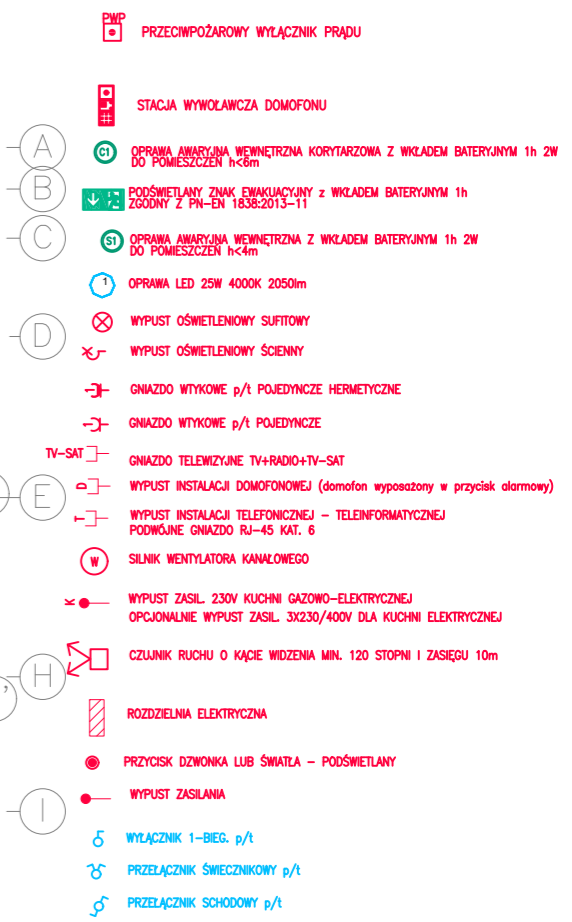 PWP
PRZECIWPOŻAROWY WYŁĄCZNIK PRĄDU
#
STACJA WYWOŁAWCZA DOMOFONU
A
C1
OPRAWA AWARYJNA WEWNĘTRZNA KORYTARZOWA Z WKŁADEM BATERYJNYM 1h 2W
DO POMIESZCZEŃ h<6m
B
PODŚWIETLANY ZNAK EWAKUACYJNY z WKŁADEM BATERYJNYM 1h
ZGODNY Z PN-EN 1838:2013-11
C
S1
OPRAWA AWARYJNA WEWNĘTRZNA Z WKŁADEM BATERYJNYM 1h 2W
DO POMIESZCZEŃ h<4m
1
OPRAWA LED 25W 4000K 2050lm
D
WYPUST OŚWIETLENIOWY SUFITOWY
WYPUST OŚWIETLENIOWY ŚCIENNY
GNIAZDO WTYKOWE p/t POJEDYNCZE HERMETYCZNE
GNIAZDO WTYKOWE p/t POJEDYNCZE
TV-SAT
GNIAZDO TELEWIZYJNE TV+RADIO+TV-SAT
E
D
WYPUST INSTALACJI DOMOFONOWEJ (domofon wyposażony w przycisk alarmowy)
T
WYPUST INSTALACJI TELEFONICZNEJ - TELEINFORMATYCZNEJ
PODWÓJNE GNIAZDO RJ-45 KAT. 6
W
SILNIK WENTYLATORA KANAŁOWEGO
K
WYPUST ZASIL. 230V KUCHNI GAZOWO-ELEKTRYCZNEJ
OPCJONALNIE WYPUST ZASIL. 3X230/400V DLA KUCHNI ELEKTRYCZNEJ
H
CZUJNIK RUCHU O KĄCIE WIDZENIA MIN. 120 STOPNI I ZASIĘGU 10m
ROZDZIELNIA ELEKTRYCZNA
PRZYCISK DZWONKA LUB ŚWIATŁA - PODŚWIETLANY
I
WYPUST ZASILANIA
WYŁĄCZNIK 1-BIEG. p/t
PRZEŁĄCZNIK ŚWIECZNIKOWY p/t
PRZEŁĄCZNIK SCHODOWY p/t